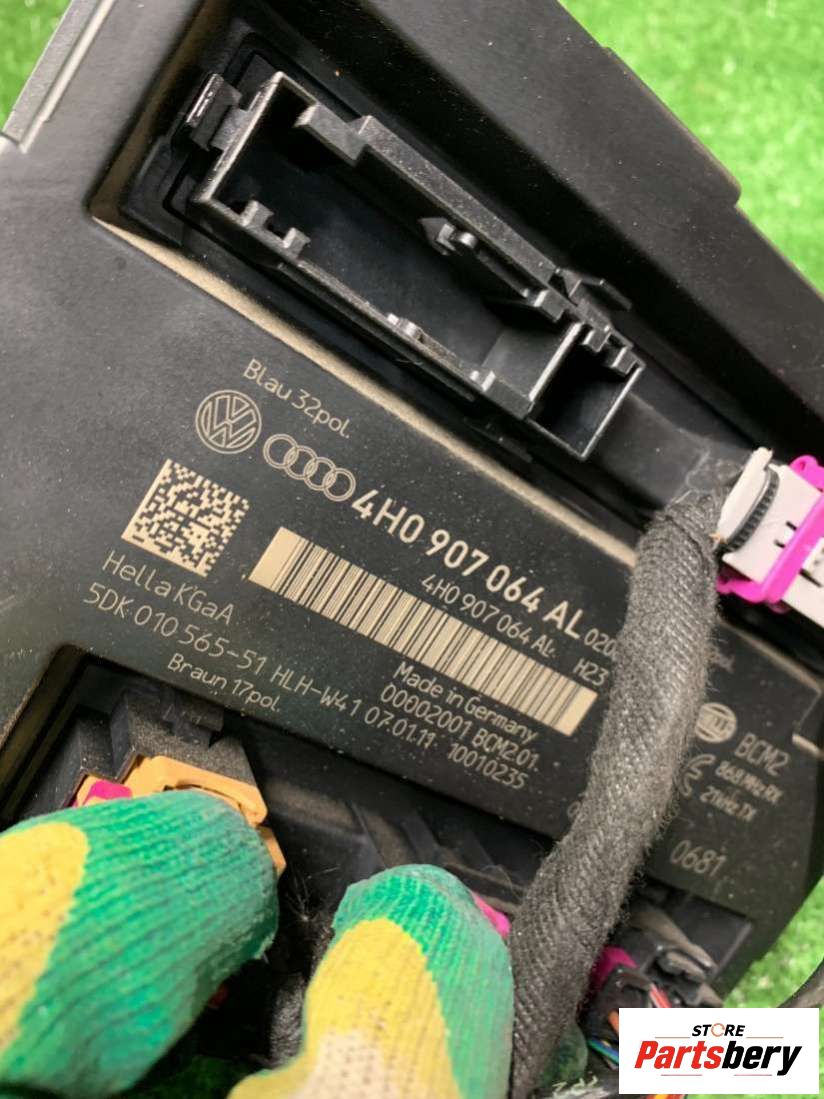 Blau 32pol.
4H0 907 064 AL 020
4H0 907 064 AL H23
Hella KGaA
5DK 010 565-51 HLH-W41 07.01.11 10010235
Made in Germany
00002001 BCM2 01.
Braun 17pol.
pol.
BCM2
868 MHz RX
21 kHz TX
0681
STORE
Partsbery